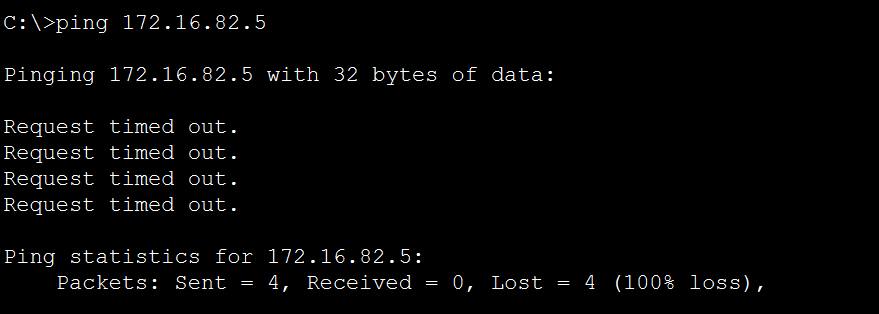 C:\>ping 172.16.82.5
Pinging 172.16.82.5 with 32 bytes of data:
Request timed out.
Request timed out.
Request timed out.
Request timed out.
Ping statistics for 172.16.82.5:
Packets: Sent = 4, Received = 0, Lost = 4 (100% loss),